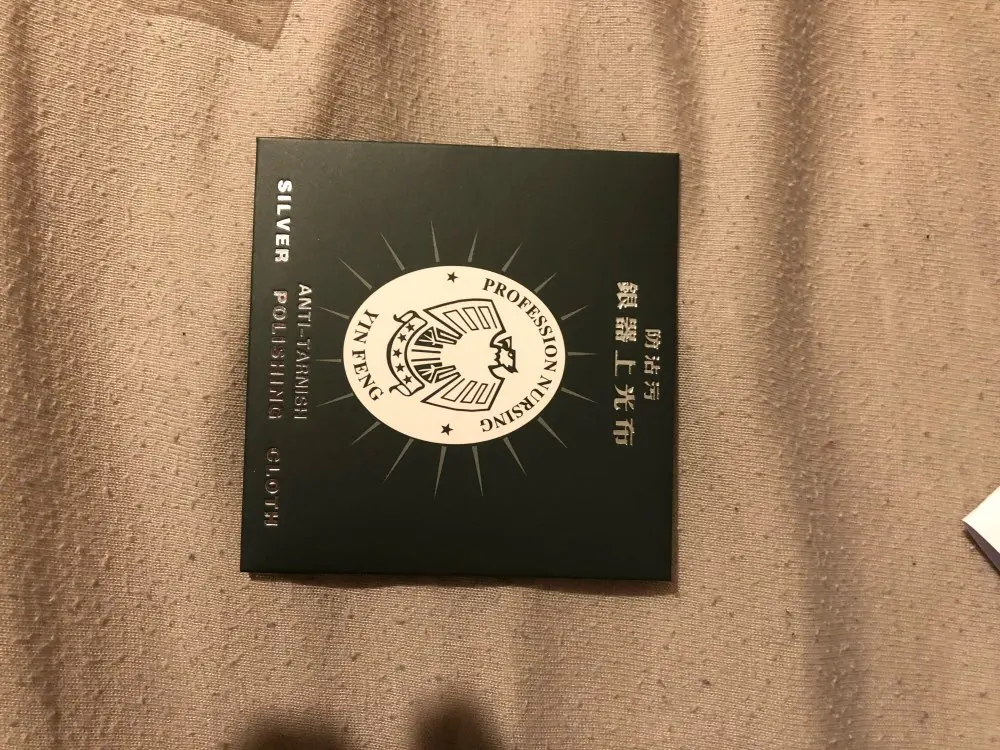 防沾污
銀器上光布
PROFESSION NURSING
YIN FENG
ANTI-TARNISH
SILVER POLISHING CLOTH